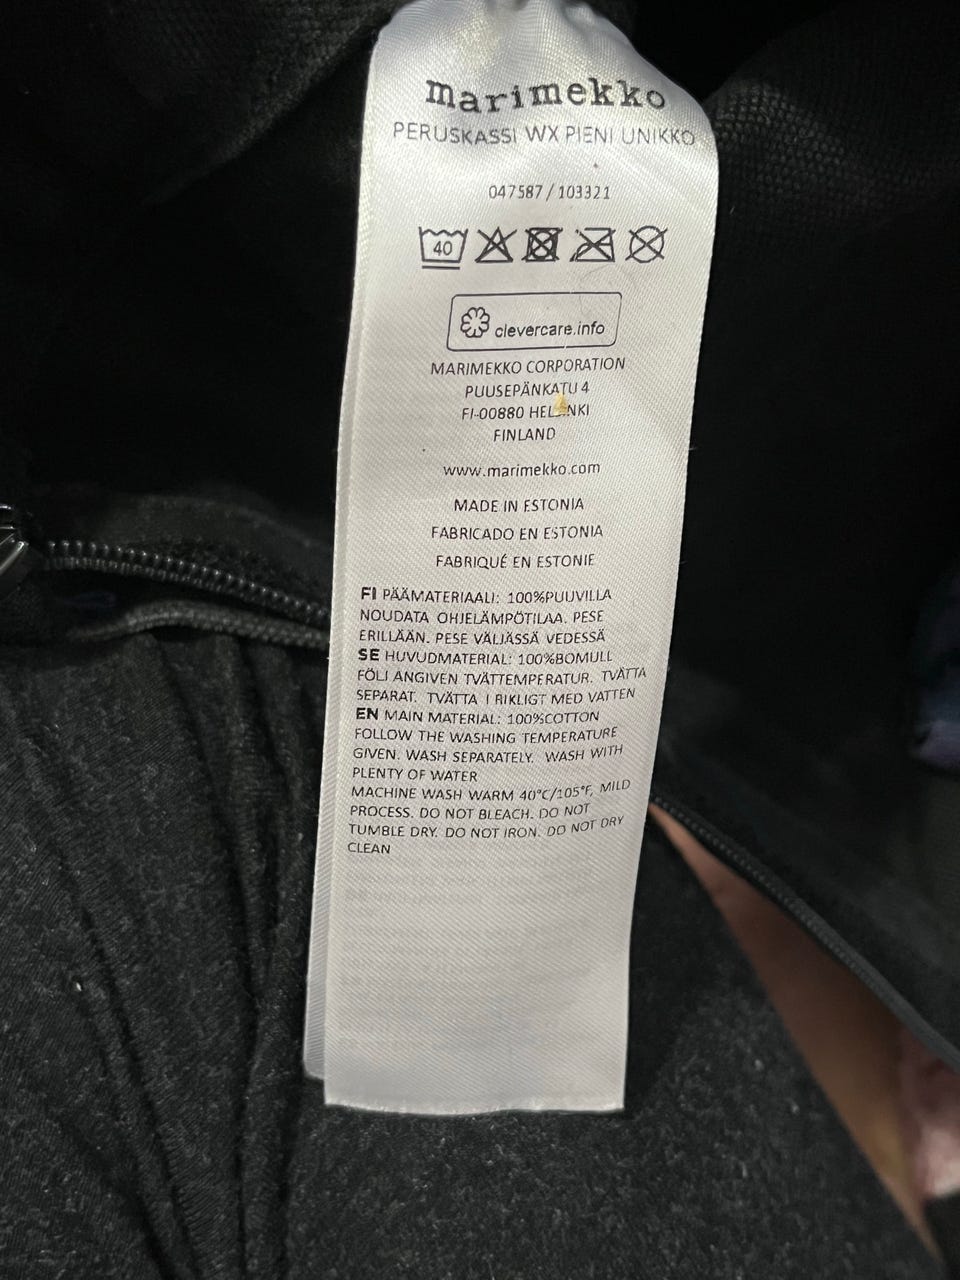 marimekko
PERUSKASSI WX PIENI UNIKKO
047587 / 103321
40
clevercare.info
MARIMEKKO CORPORATION
PUUSEPÄNKATU 4
FI-00880 HELSINKI
FINLAND
www.marimekko.com
MADE IN ESTONIA
FABRICADO EN ESTONIA
FABRIQUÉ EN ESTONIE
FI PÄÄMATERIAALI: 100%PUUVILLA
NOUDATA OHJELÄMPÖTILAA. PESE
ERILLÄÄN. PESE VÄLJÄSSÄ VEDESSÄ
SE HUVUDMATERIAL: 100%BOMULL
FÖLJ ANGIVEN TVÄTTEMPERATUR. TVÄTTA
SEPARAT. TVÄTTA I RIKLIGT MED VATTEN
EN MAIN MATERIAL: 100%COTTON
FOLLOW THE WASHING TEMPERATURE
GIVEN. WASH SEPARATELY. WASH WITH
PLENTY OF WATER
MACHINE WASH WARM 40°C/105°F, MILD
PROCESS. DO NOT BLEACH. DO NOT
TUMBLE DRY. DO NOT IRON. DO NOT DRY
CLEAN